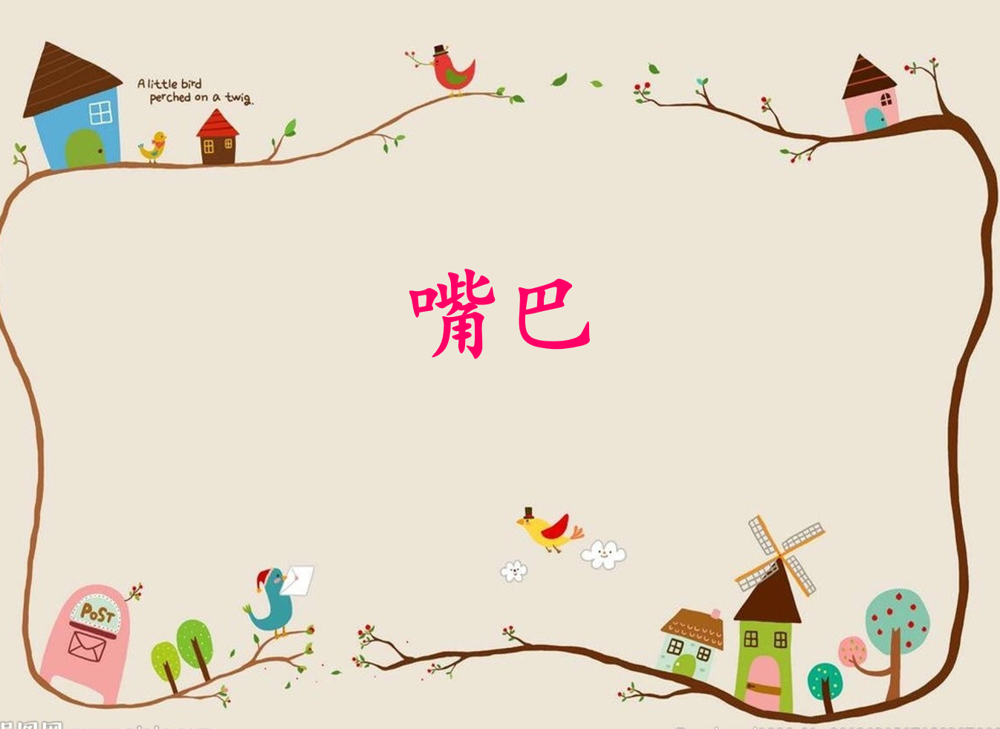 A little bird
perched on a twig.
嘴巴
POST